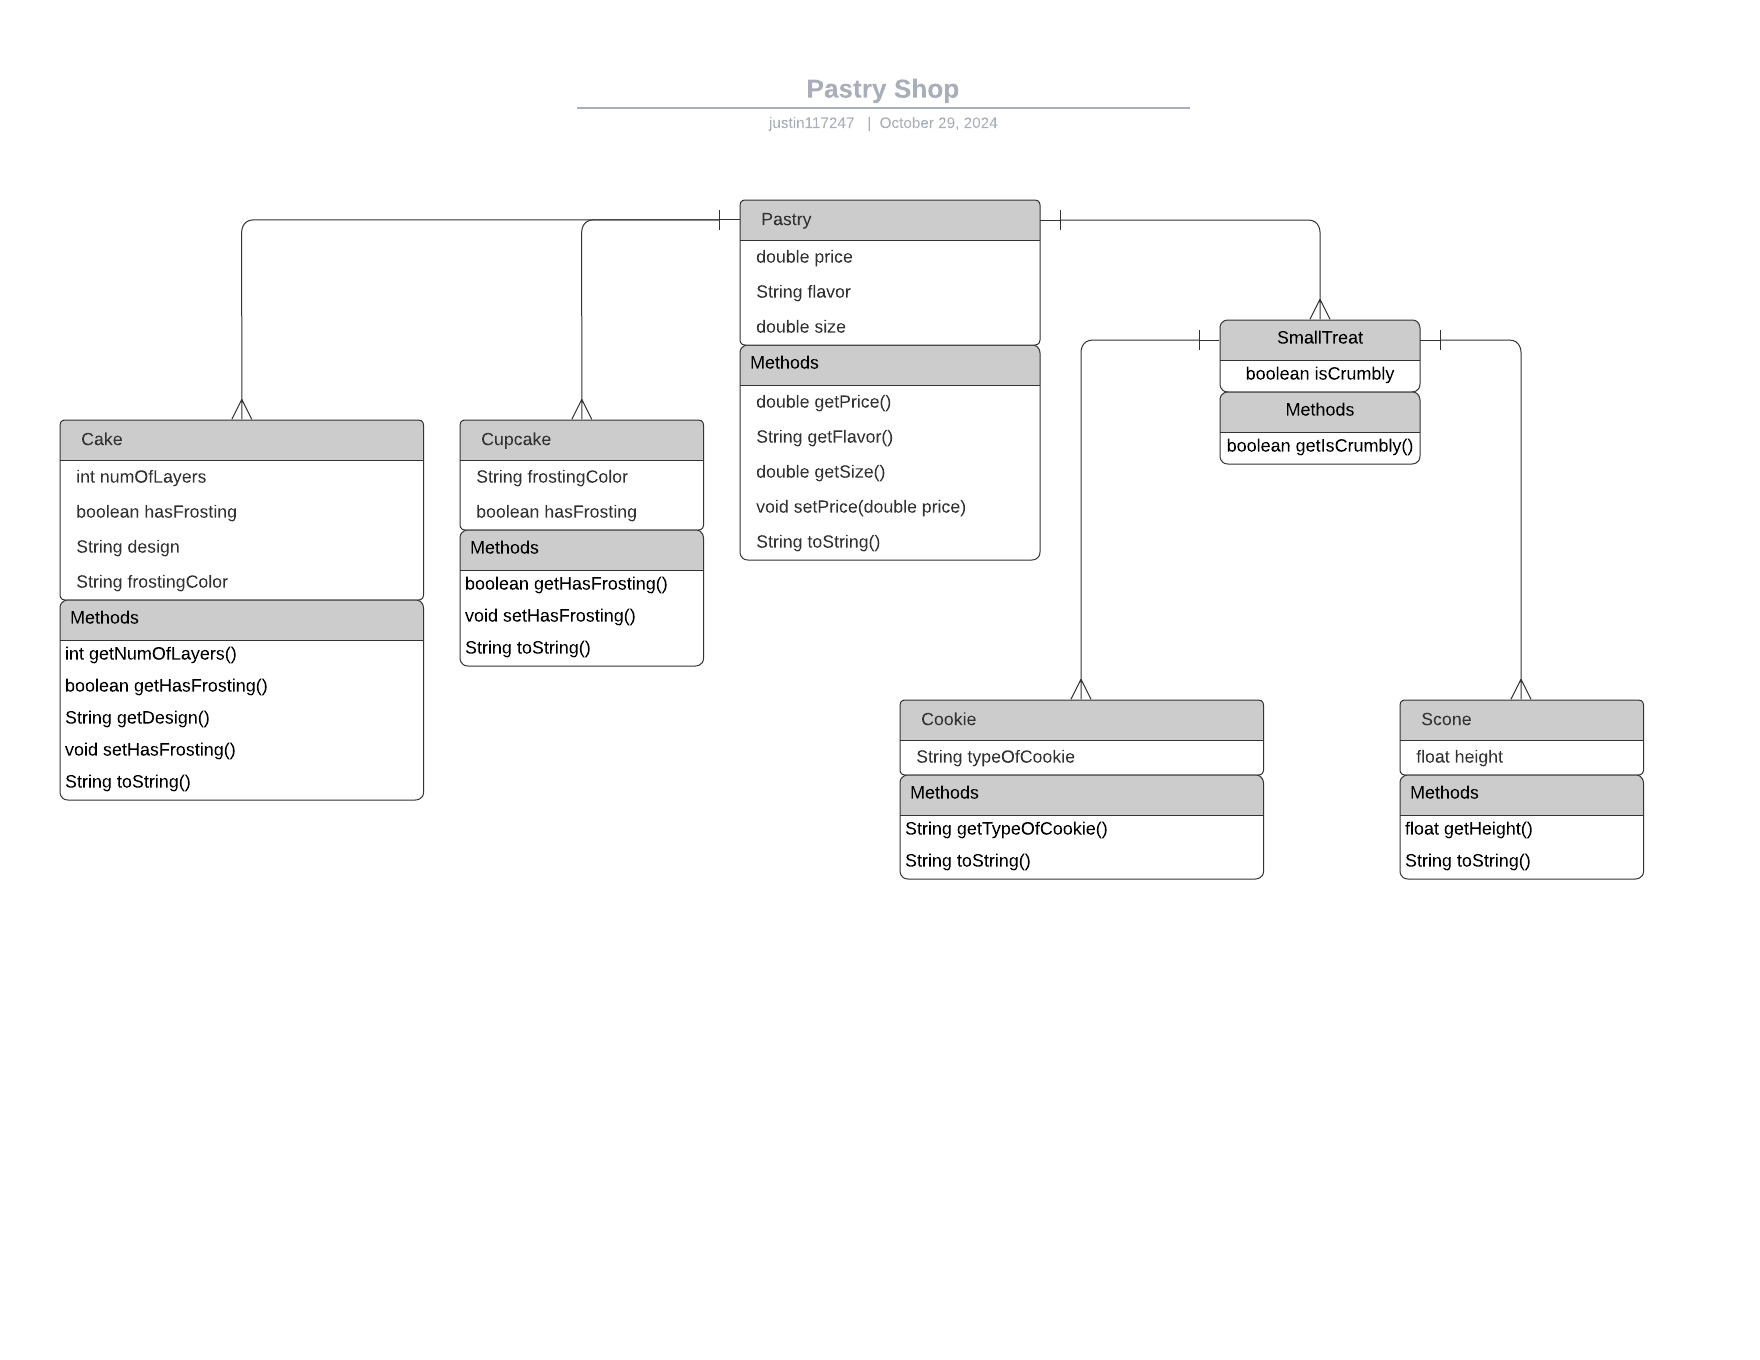 Pastry Shop
justin117247 | October 29, 2024
Pastry
double price
String flavor
double size
Methods
double getPrice()
String getFlavor()
double getSize()
void setPrice(double price)
String toString()
SmallTreat
boolean isCrumbly
Methods
boolean getIsCrumbly()
Cake
int numOfLayers
boolean hasFrosting
String design
String frostingColor
Methods
int getNumOfLayers()
boolean getHasFrosting()
String getDesign()
void setHasFrosting()
String toString()
Cupcake
String frostingColor
boolean hasFrosting
Methods
boolean getHasFrosting()
void setHasFrosting()
String toString()
Cookie
String typeOfCookie
Methods
String getTypeOfCookie()
String toString()
Scone
float height
Methods
float getHeight()
String toString()